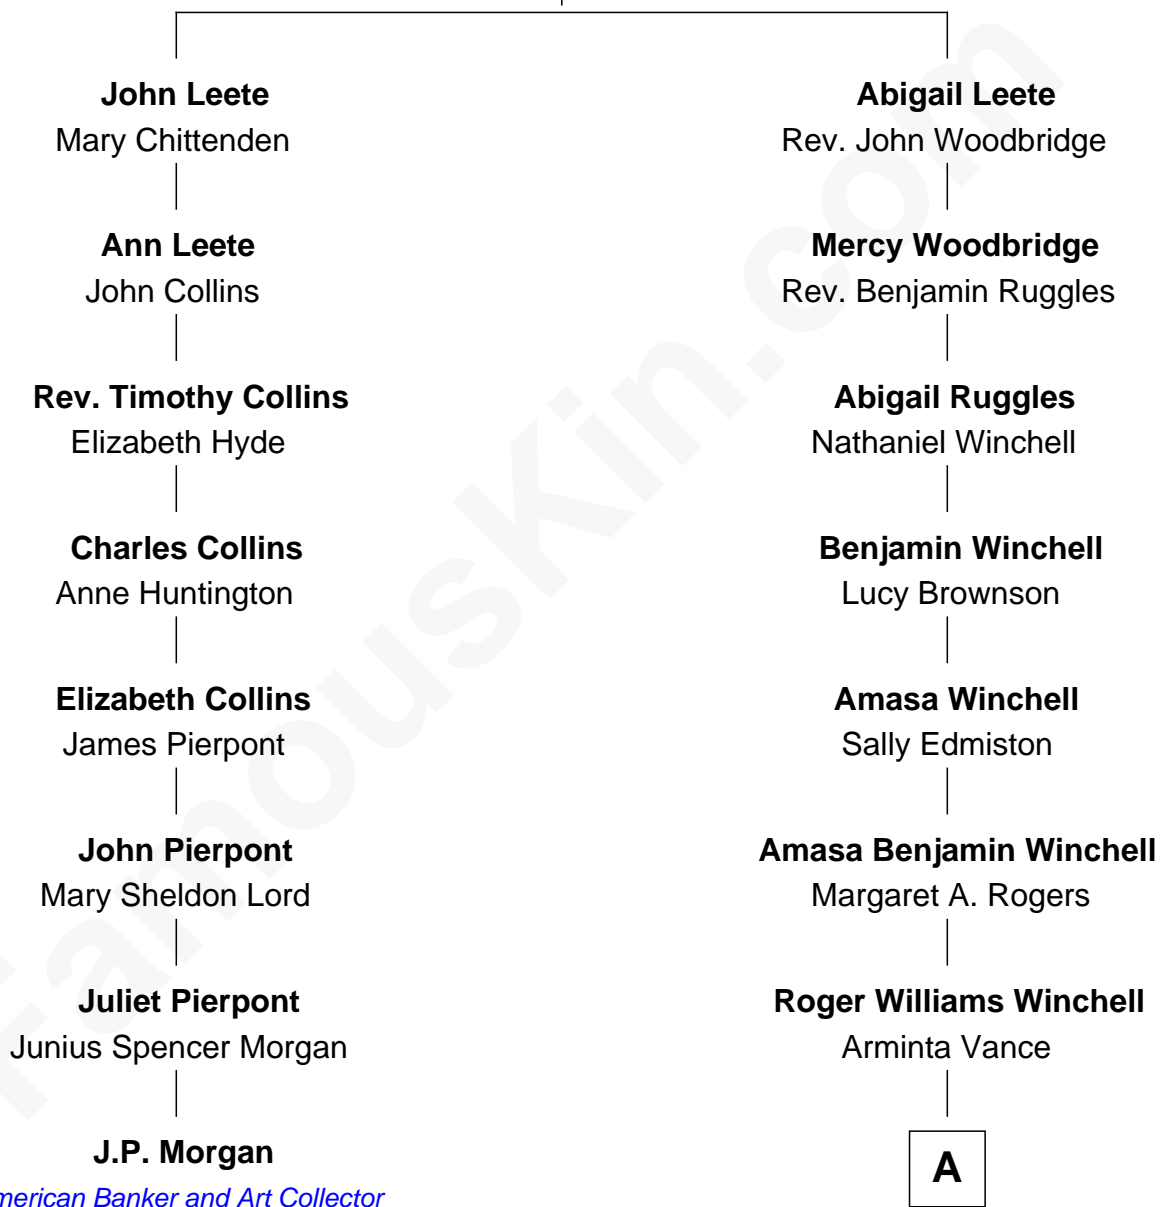 John Leete
Mary Chittenden
Ann Leete
John Collins
Rev. Timothy Collins
Elizabeth Hyde
Charles Collins
Anne Huntington
Elizabeth Collins
James Pierpont
John Pierpont
Mary Sheldon Lord
Juliet Pierpont
Junius Spencer Morgan
J.P. Morgan
merican Banker and Art Collector
Abigail Leete
Rev. John Woodbridge
Mercy Woodbridge
Rev. Benjamin Ruggles
Abigail Ruggles
Nathaniel Winchell
Benjamin Winchell
Lucy Brownson
Amasa Winchell
Sally Edmiston
Amasa Benjamin Winchell
Margaret A. Rogers
Roger Williams Winchell
Arminta Vance
A
FamousKin.com